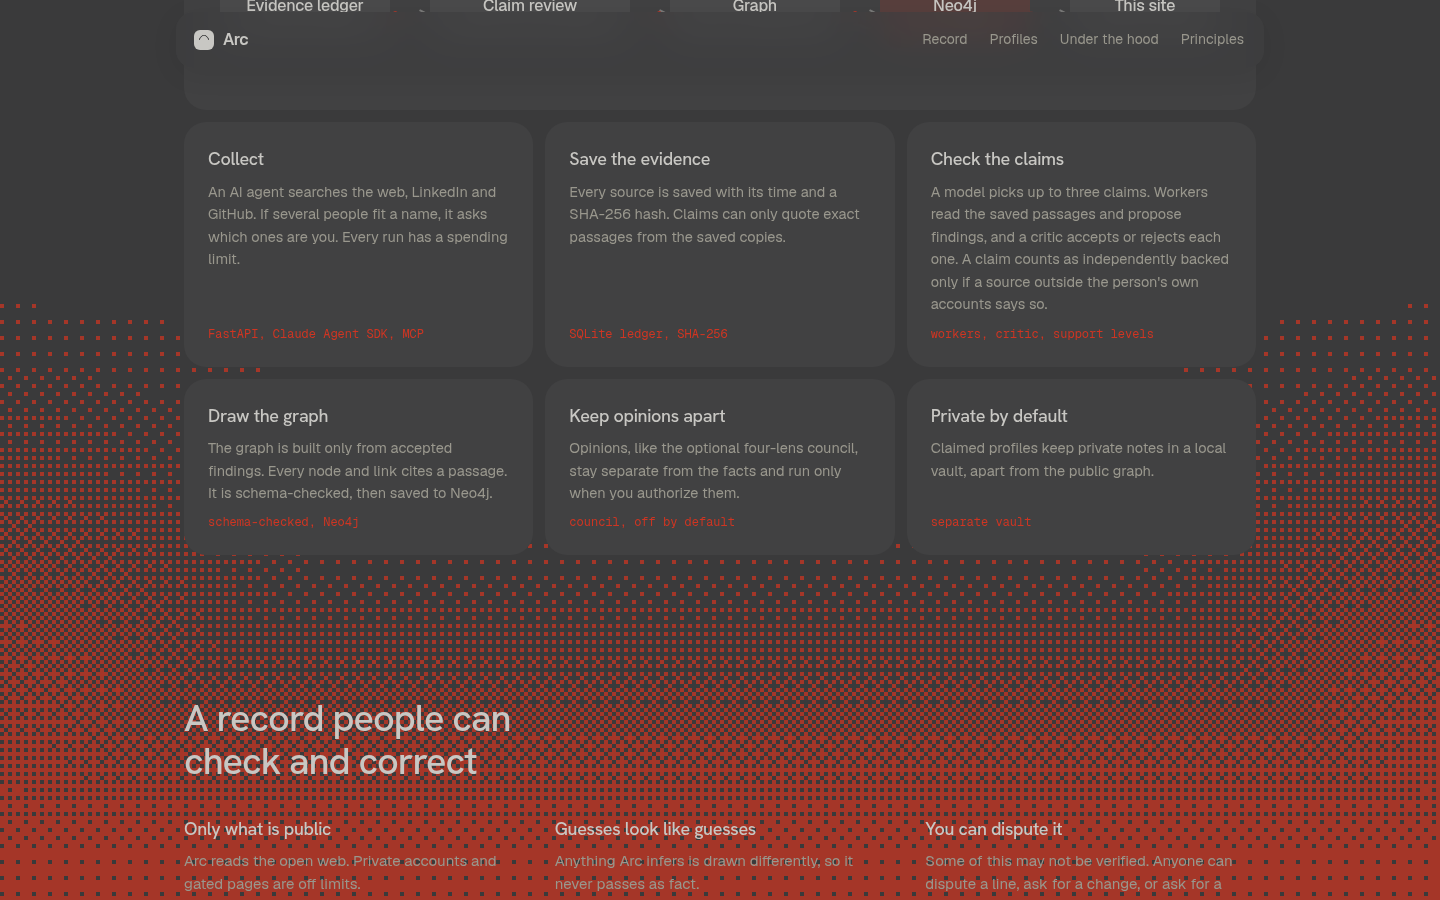 Evidence ledger
Claim review
Graph
Neo4j
This site
Arc
Record
Profiles
Under the hood
Principles
Collect
An AI agent searches the web, LinkedIn and
GitHub. If several people fit a name, it asks
which ones are you. Every run has a spending
limit.
FastAPI, Claude Agent SDK, MCP
Save the evidence
Every source is saved with its time and a
SHA-256 hash. Claims can only quote exact
passages from the saved copies.
SQLite ledger, SHA-256
Check the claims
A model picks up to three claims. Workers
read the saved passages and propose
findings, and a critic accepts or rejects each
one. A claim counts as independently backed
only if a source outside the person's own
accounts says so.
workers, critic, support levels
Draw the graph
The graph is built only from accepted
findings. Every node and link cites a passage.
It is schema-checked, then saved to Neo4j.
schema-checked, Neo4j
Keep opinions apart
Opinions, like the optional four-lens council,
stay separate from the facts and run only
when you authorize them.
council, off by default
Private by default
Claimed profiles keep private notes in a local
vault, apart from the public graph.
separate vault
A record people can
check and correct
Only what is public
Arc reads the open web. Private accounts and
gated pages are off limits.
Guesses look like guesses
Anything Arc infers is drawn differently, so it
never passes as fact.
You can dispute it
Some of this may not be verified. Anyone can
dispute a line, ask for a change, or ask for a